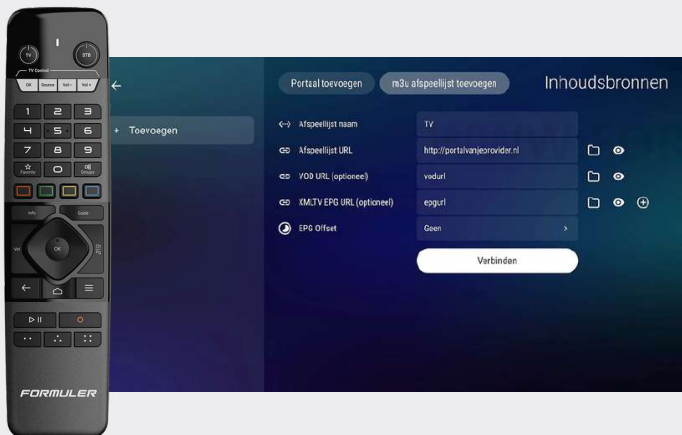 TV
STB
TV Control
OK Source Vol- Vol+
1 2 3
4 5 6
7 8 9
Favorite 0 Groups
Info Guide
Vol OK
FORMULER
Portaal toevoegen m3u afspeellijst toevoegen Inhoudsbronnen
+ Toevoegen
Afspeellijst naam TV
Afspeellijst URL http://portalvanjeprovider.nl
VOD URL (optioneel) vodurl
XMLTV EPG URL (optioneel) epgurl
EPG Offset Geen
Verbinden